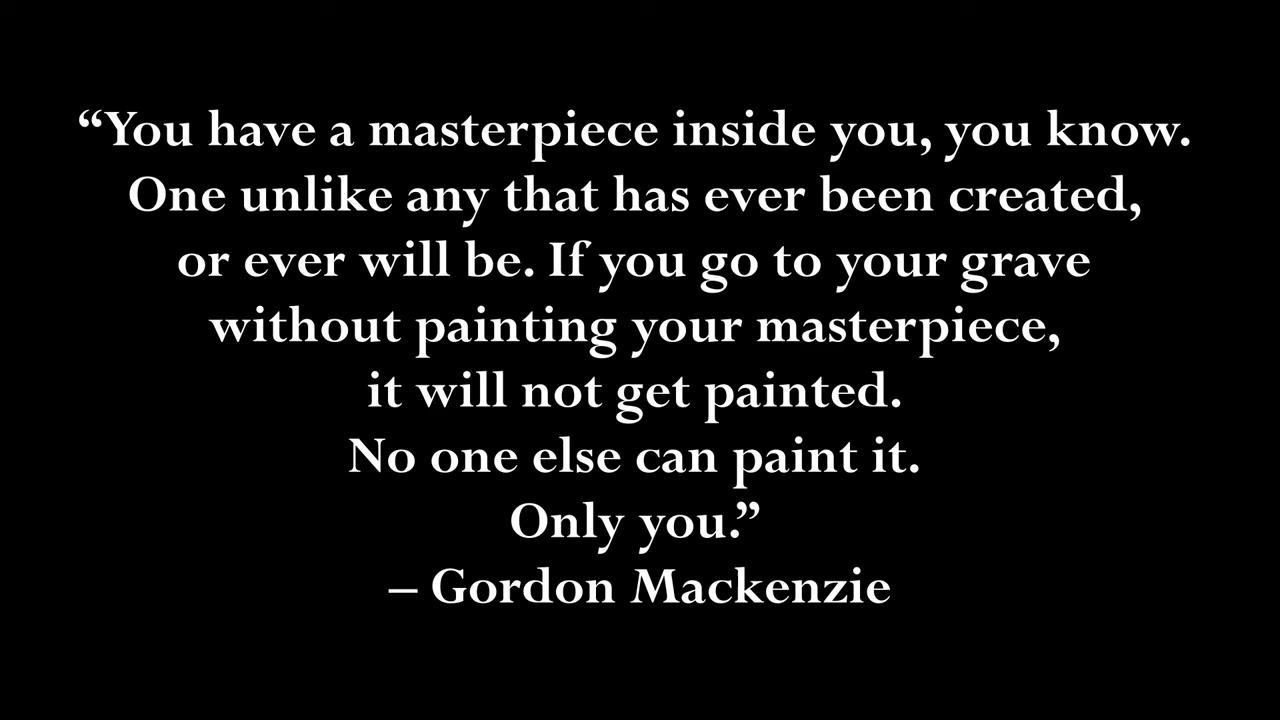 “You have a masterpiece inside you, you know.
One unlike any that has ever been created,
or ever will be. If you go to your grave
without painting your masterpiece,
it will not get painted.
No one else can paint it.
Only you.”
– Gordon Mackenzie